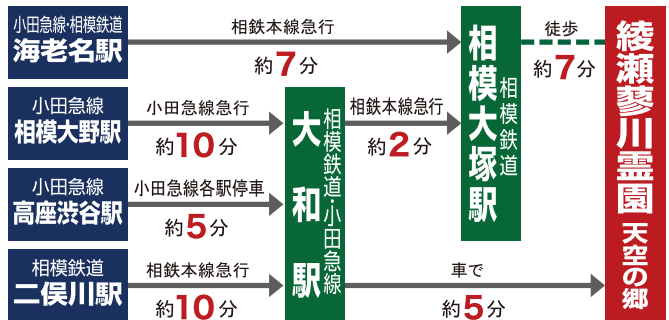 小田急線・相模鉄道
海老名駅
相鉄本線急行
約7分
小田急線
相模大野駅
小田急線急行
約10分
小田急線
高座渋谷駅
小田急線各駅停車
約5分
相模鉄道
二俣川駅
相鉄本線急行
約10分
大和駅
相模鉄道・小田急線
相鉄本線急行
約2分
相模大塚駅
相模鉄道
徒歩
約7分
車で
約5分
綾瀬蓼川霊園
天空の郷